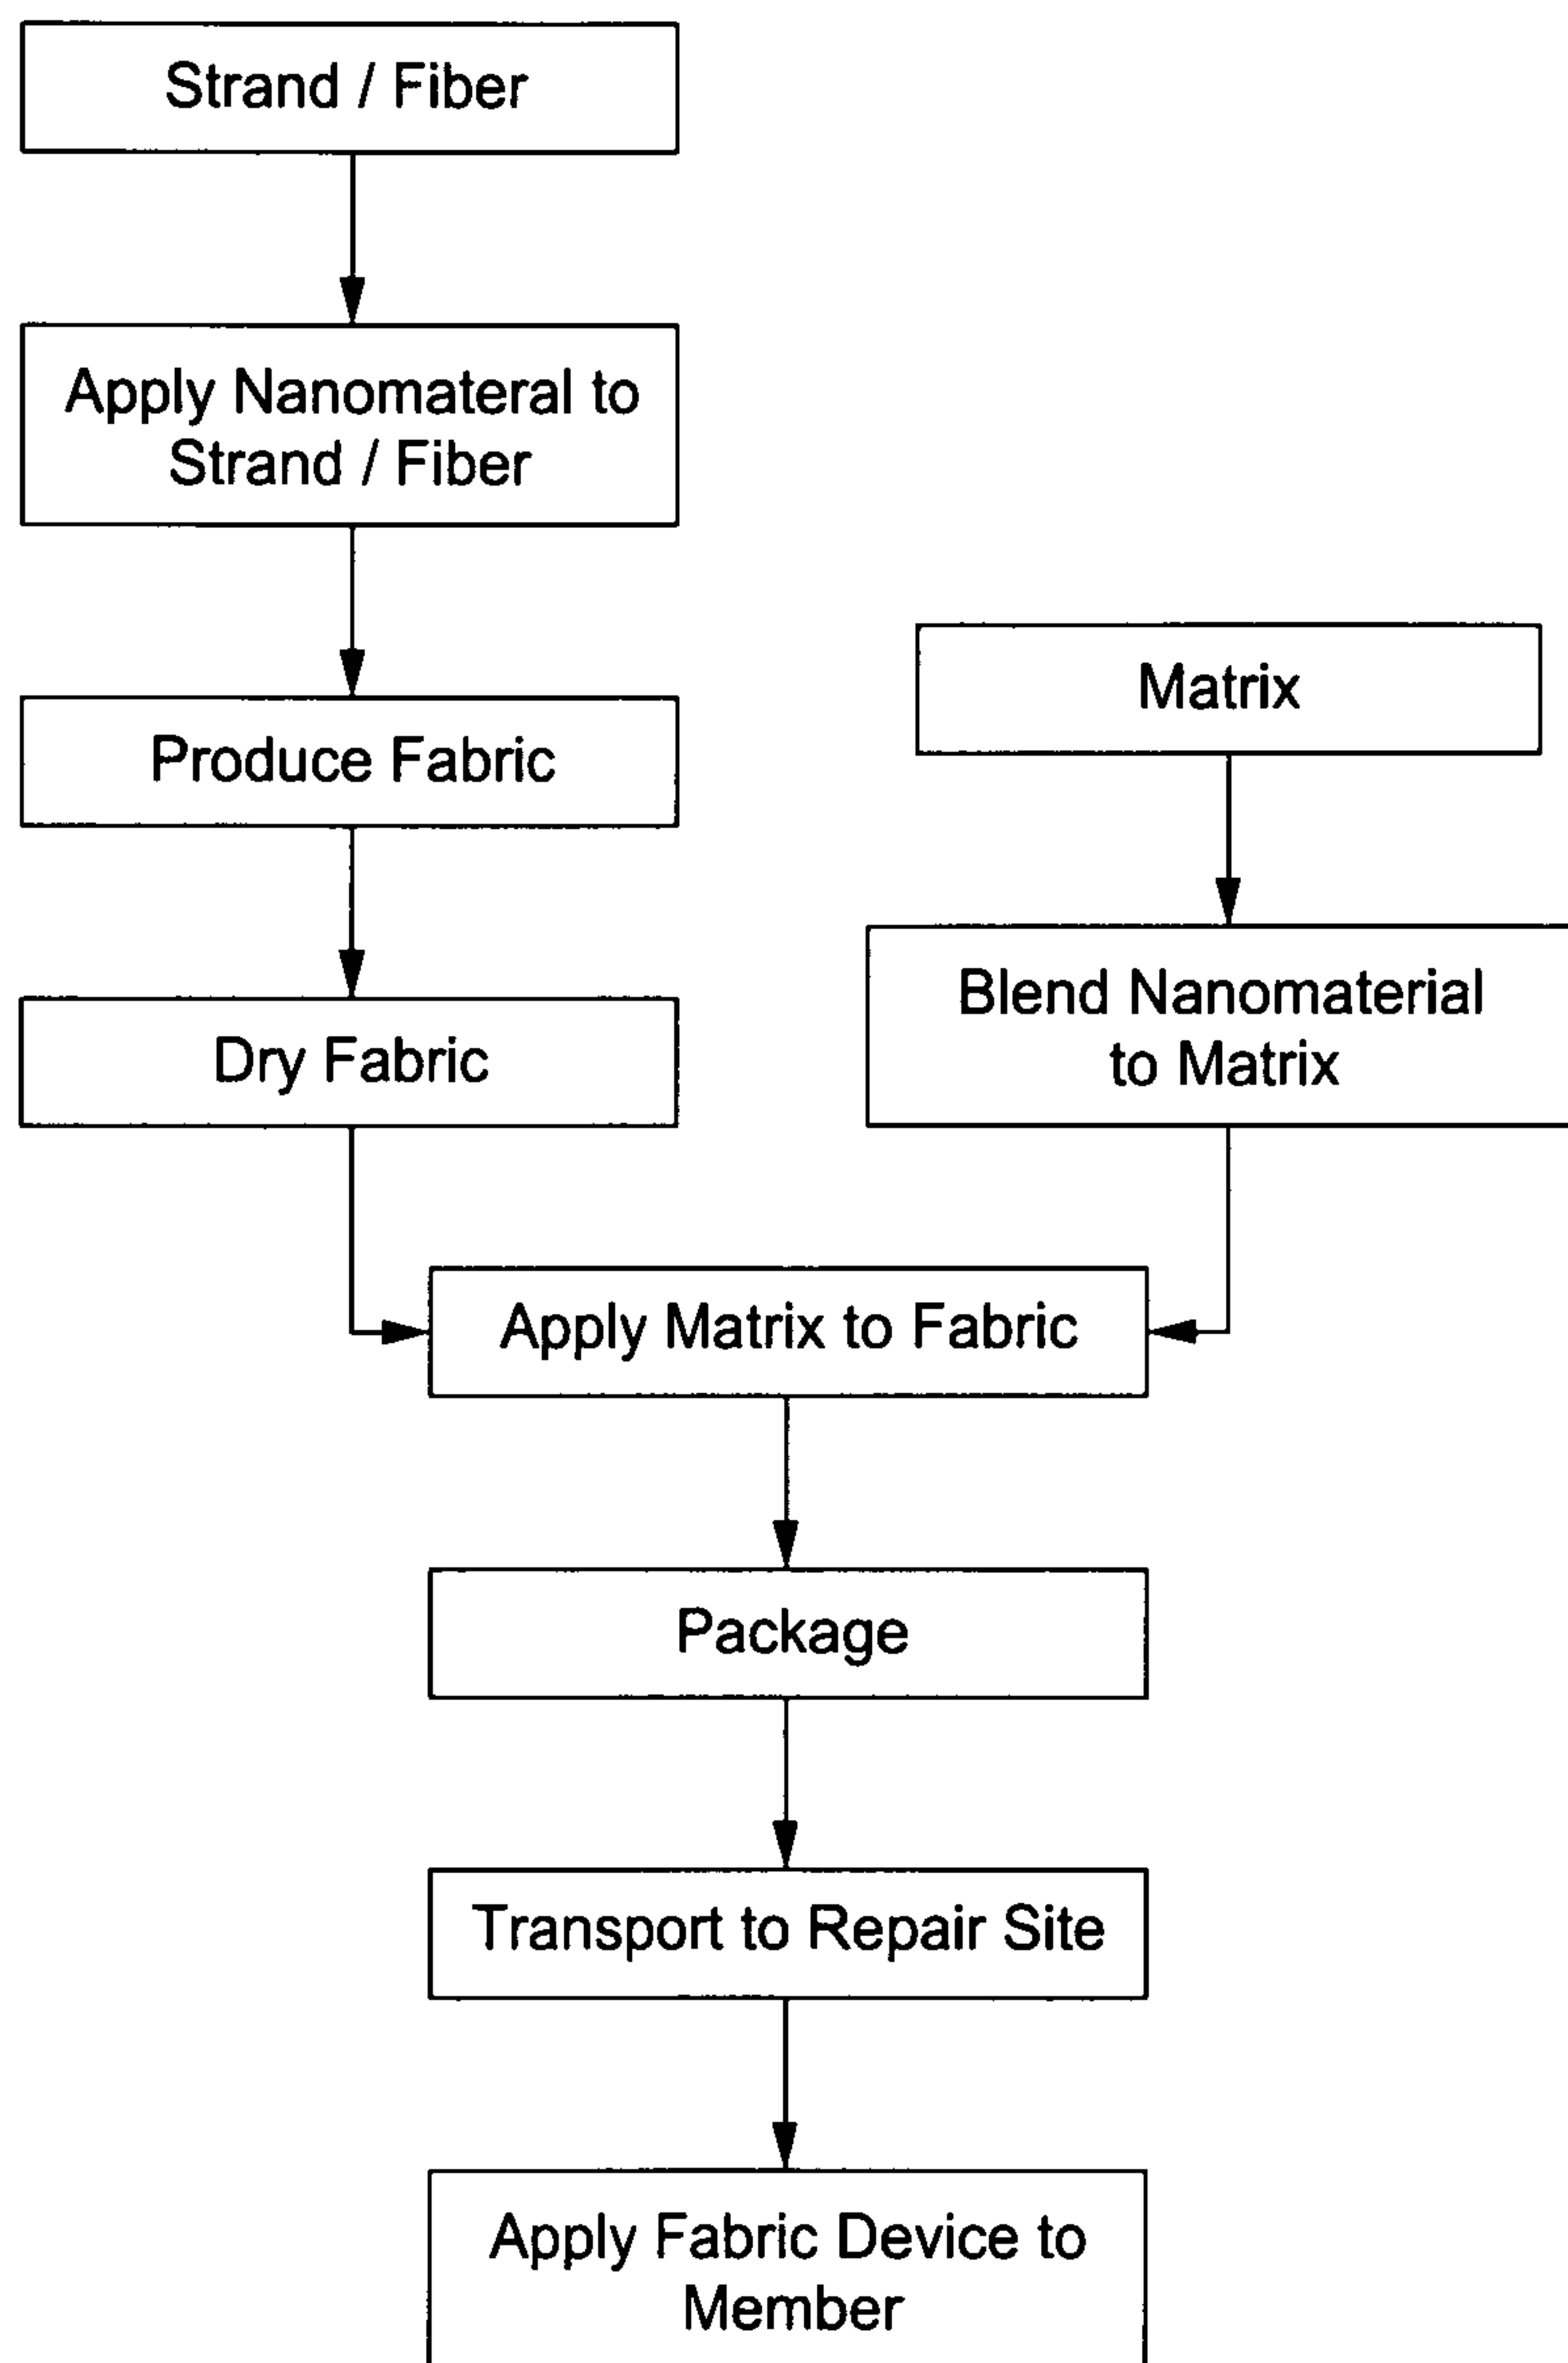 Strand / Fiber
Apply Nanomateral to
Strand / Fiber
Produce Fabric
Dry Fabric
Matrix
Blend Nanomaterial
to Matrix
Apply Matrix to Fabric
Package
Transport to Repair Site
Apply Fabric Device to
Member